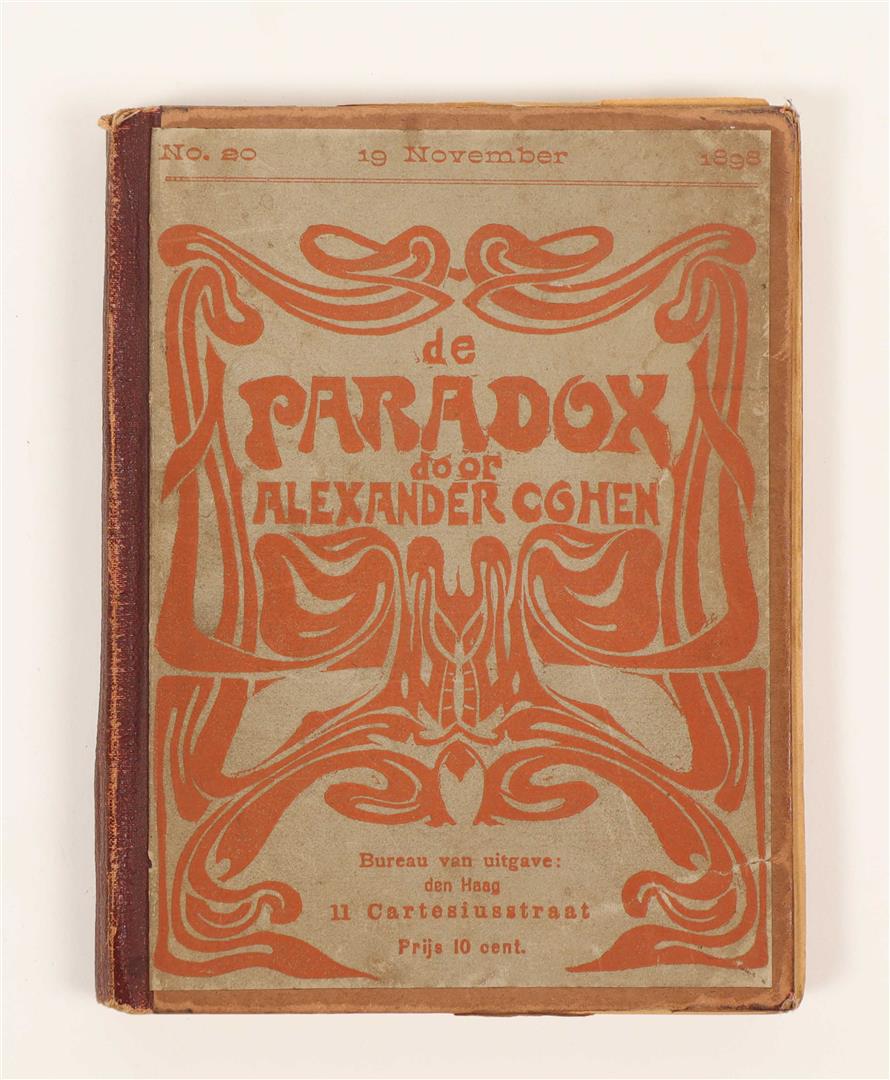 No. 20 19 November 1898
de
PARADOX
door
ALEXANDER COHEN
Bureau van uitgave:
den Haag
11 Cartesiusstraat
Prijs 10 cent.